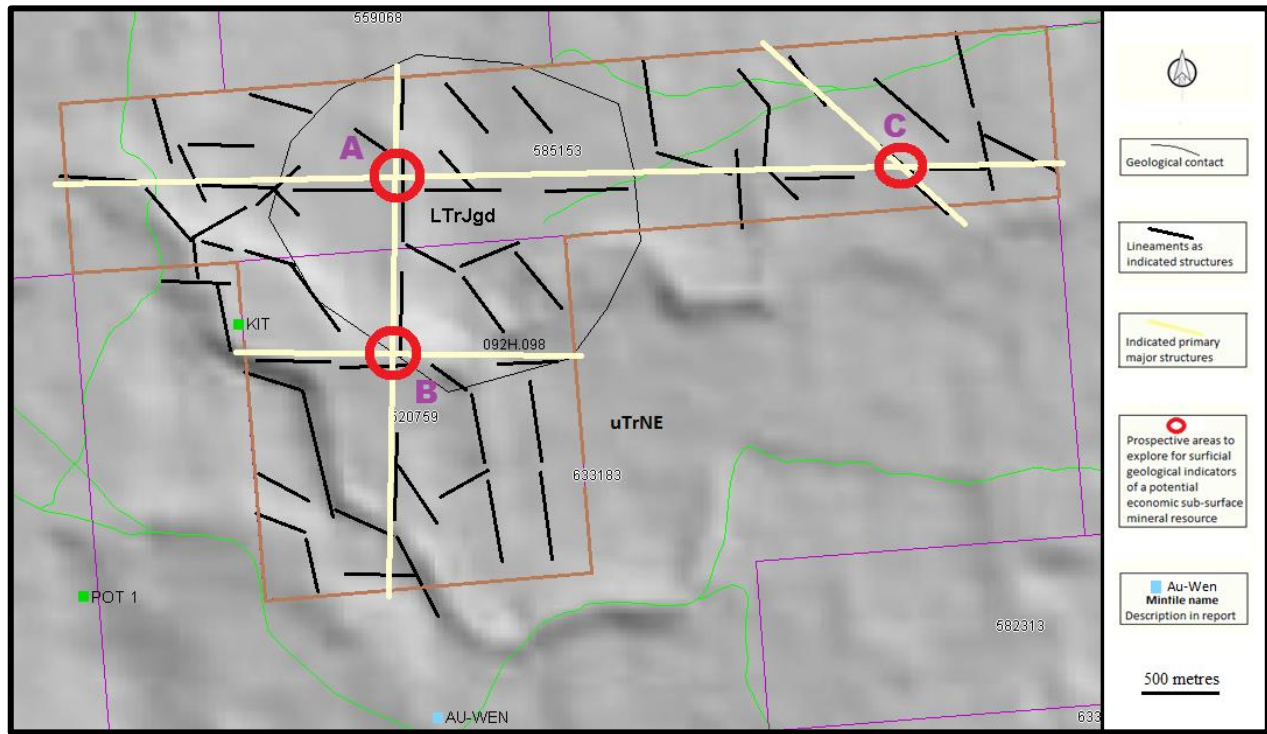 559068
A
C
585153
LTrJgd
KIT
092H.098
B
520759
uTrNE
633183
POT 1
582313
AU-WEN
633
Geological contact
Lineaments as
indicated structures
Indicated primary
major structures
Prospective areas to
explore for surficial
geological indicators
of a potential
economic sub-surface
mineral resource
Au-Wen
Minfile name
Description in report
500 metres